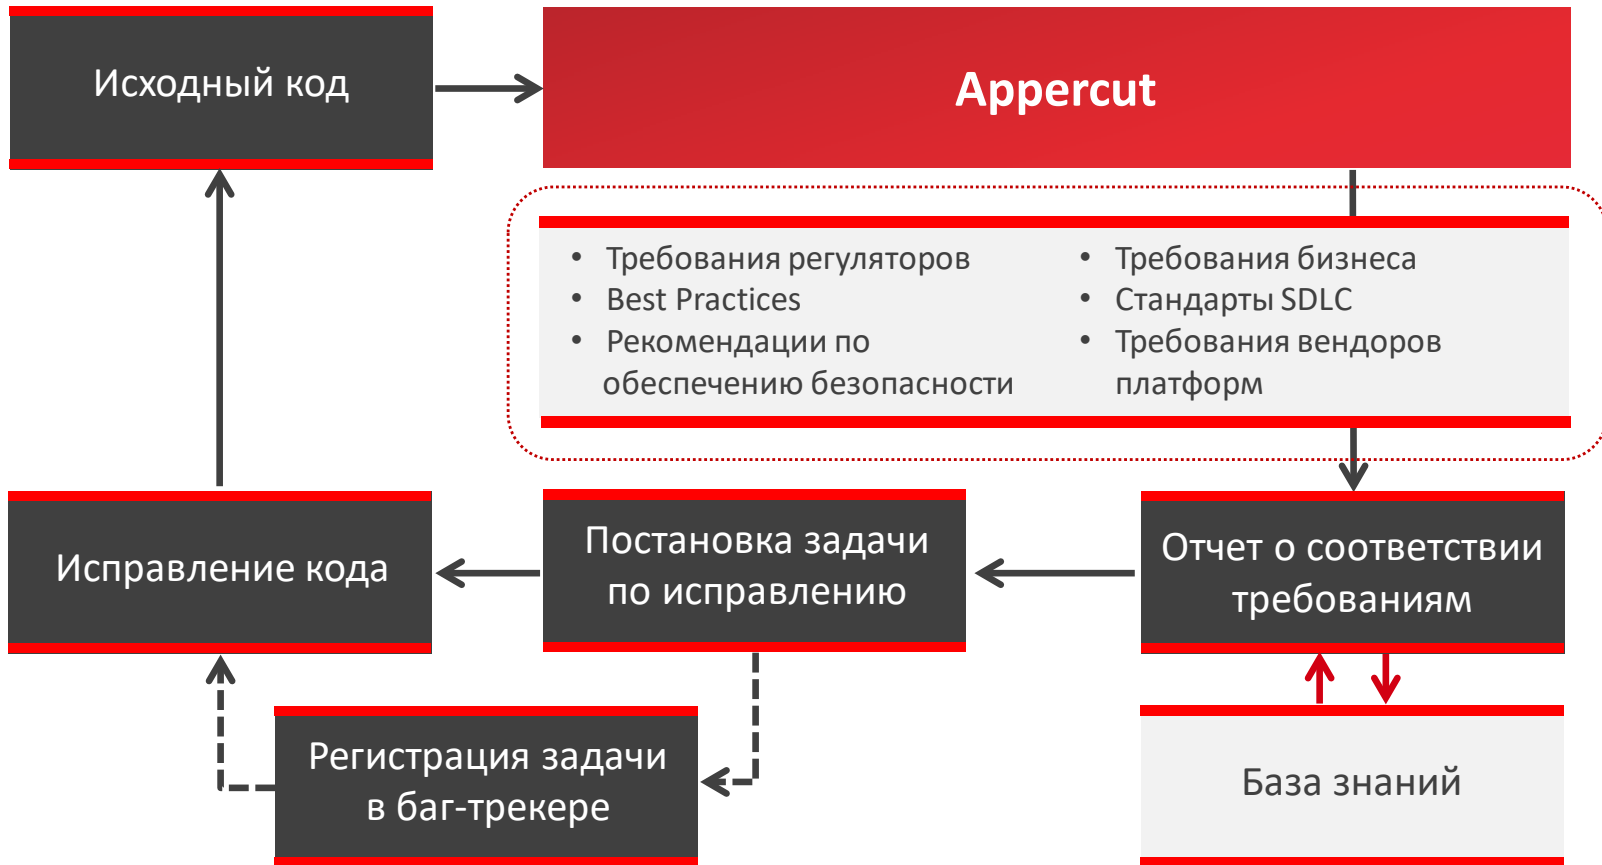 Исходный код
Appercut
• Требования регуляторов
• Best Practices
• Рекомендации по
обеспечению безопасности
• Требования бизнеса
• Стандарты SDLC
• Требования вендоров
платформ
Исправление кода
Постановка задачи
по исправлению
Отчет о соответствии
требованиям
Регистрация задачи
в баг-трекере
База знаний